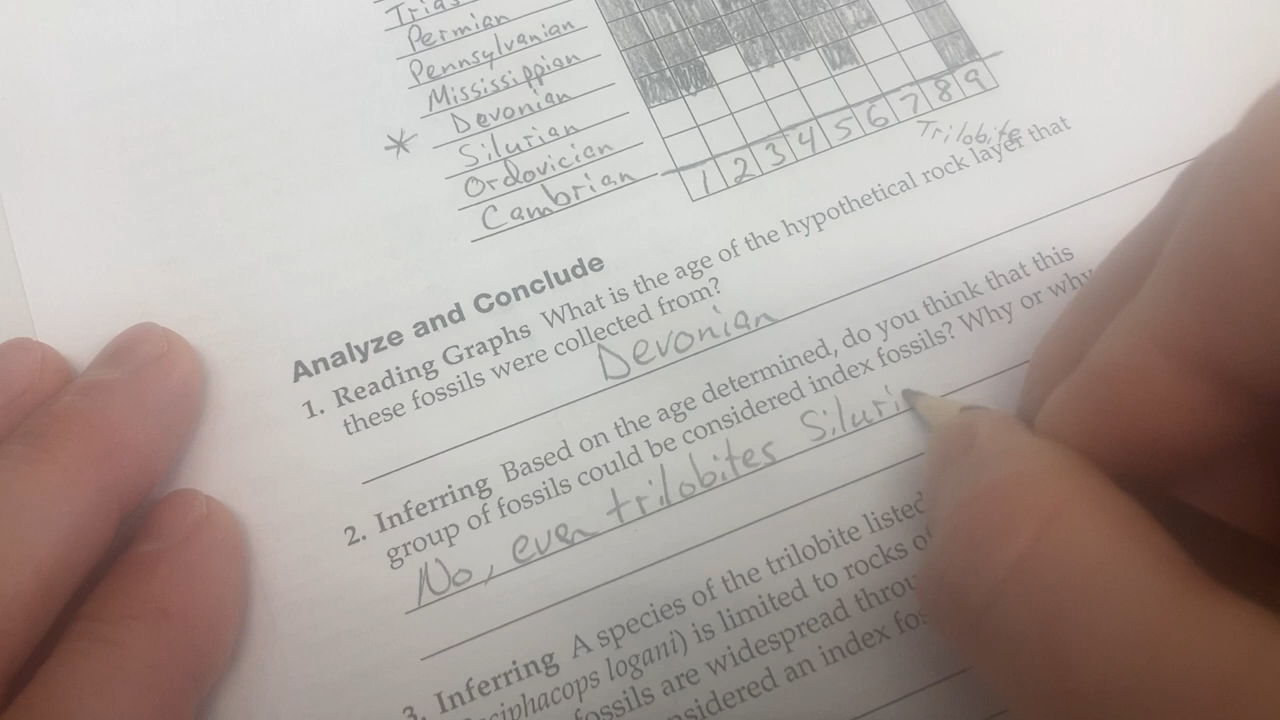 Trias
Permian
Pennsylvanian
Mississippian
Devonian
* Silurian
Ordovician
Cambrian
1 2 3 4 5 6 7 8 9
Trilobite
Analyze and Conclude
1. Reading Graphs What is the age of the hypothetical rock layer that
these fossils were collected from?
Devonian
2. Inferring Based on the age determined, do you think that this
group of fossils could be considered index fossils? Why or why
No, even trilobites Siluri
3. Inferring A species of the trilobite listed
ciphacops logani) is limited to rocks of
fossils are widespread throu
nsidered an index fos